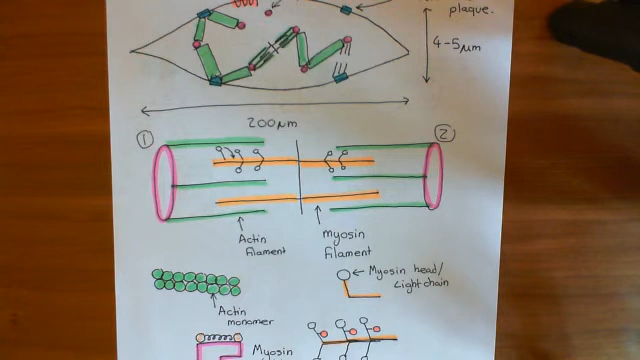 plaque.
4-5μm
200μm
① ②
Actin
filament
myosin
filament
Myosin head/
Light chain
Actin
monomer
Myosin